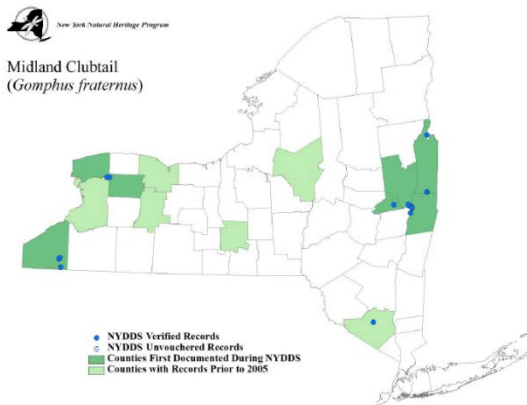 New York Natural Heritage Program
Midland Clubtail
(Gomphus fraternus)
NYDDS Verified Records
NYDDS Unvouchered Records
Counties First Documented During NYDDS
Counties with Records Prior to 2005